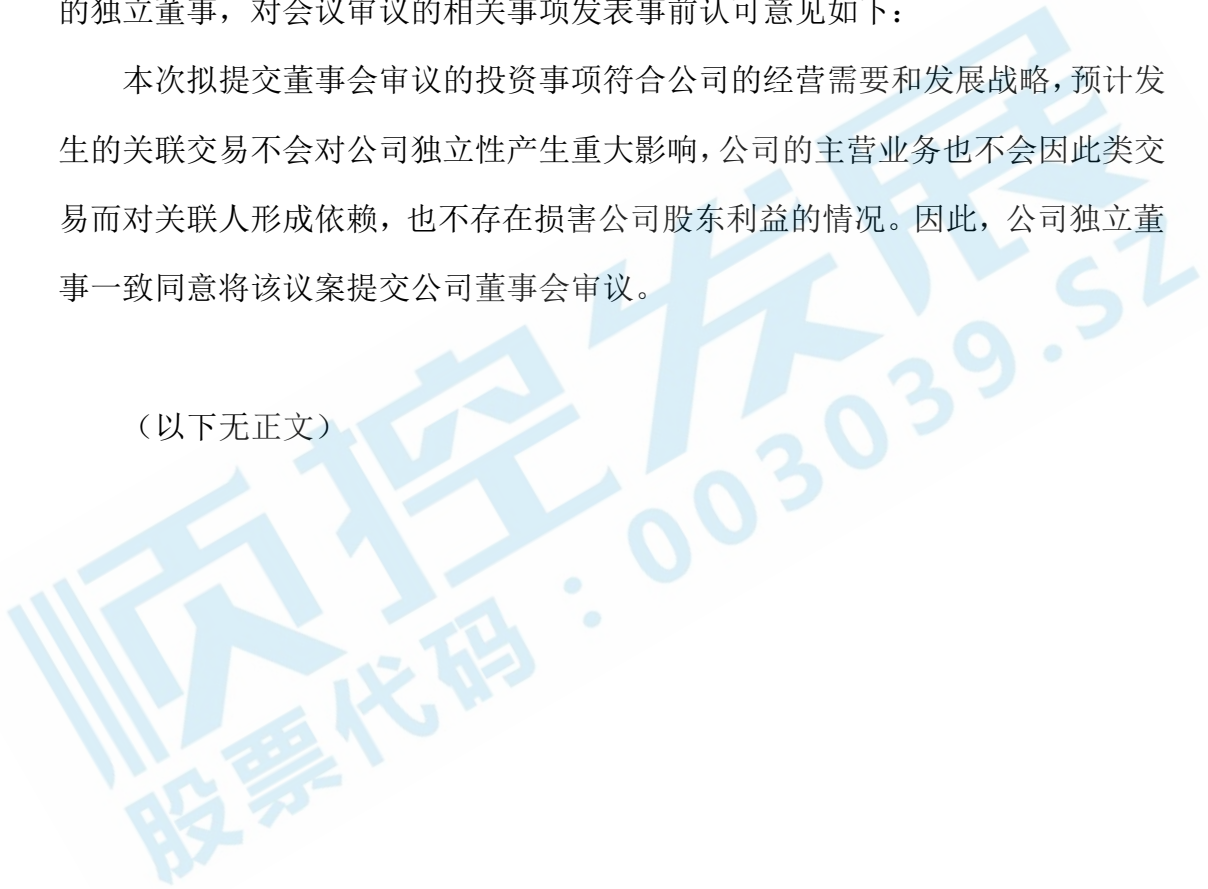 的独立董事，对会议审议的相关事项发表事前认可意见如下：
本次拟提交董事会审议的投资事项符合公司的经营需要和发展战略，预计发
生的关联交易不会对公司独立性产生重大影响，公司的主营业务也不会因此类交
易而对关联人形成依赖，也不存在损害公司股东利益的情况。因此，公司独立董
事一致同意将该议案提交公司董事会审议。
（以下无正文）
顺控发展
股票代码：003039.SZ